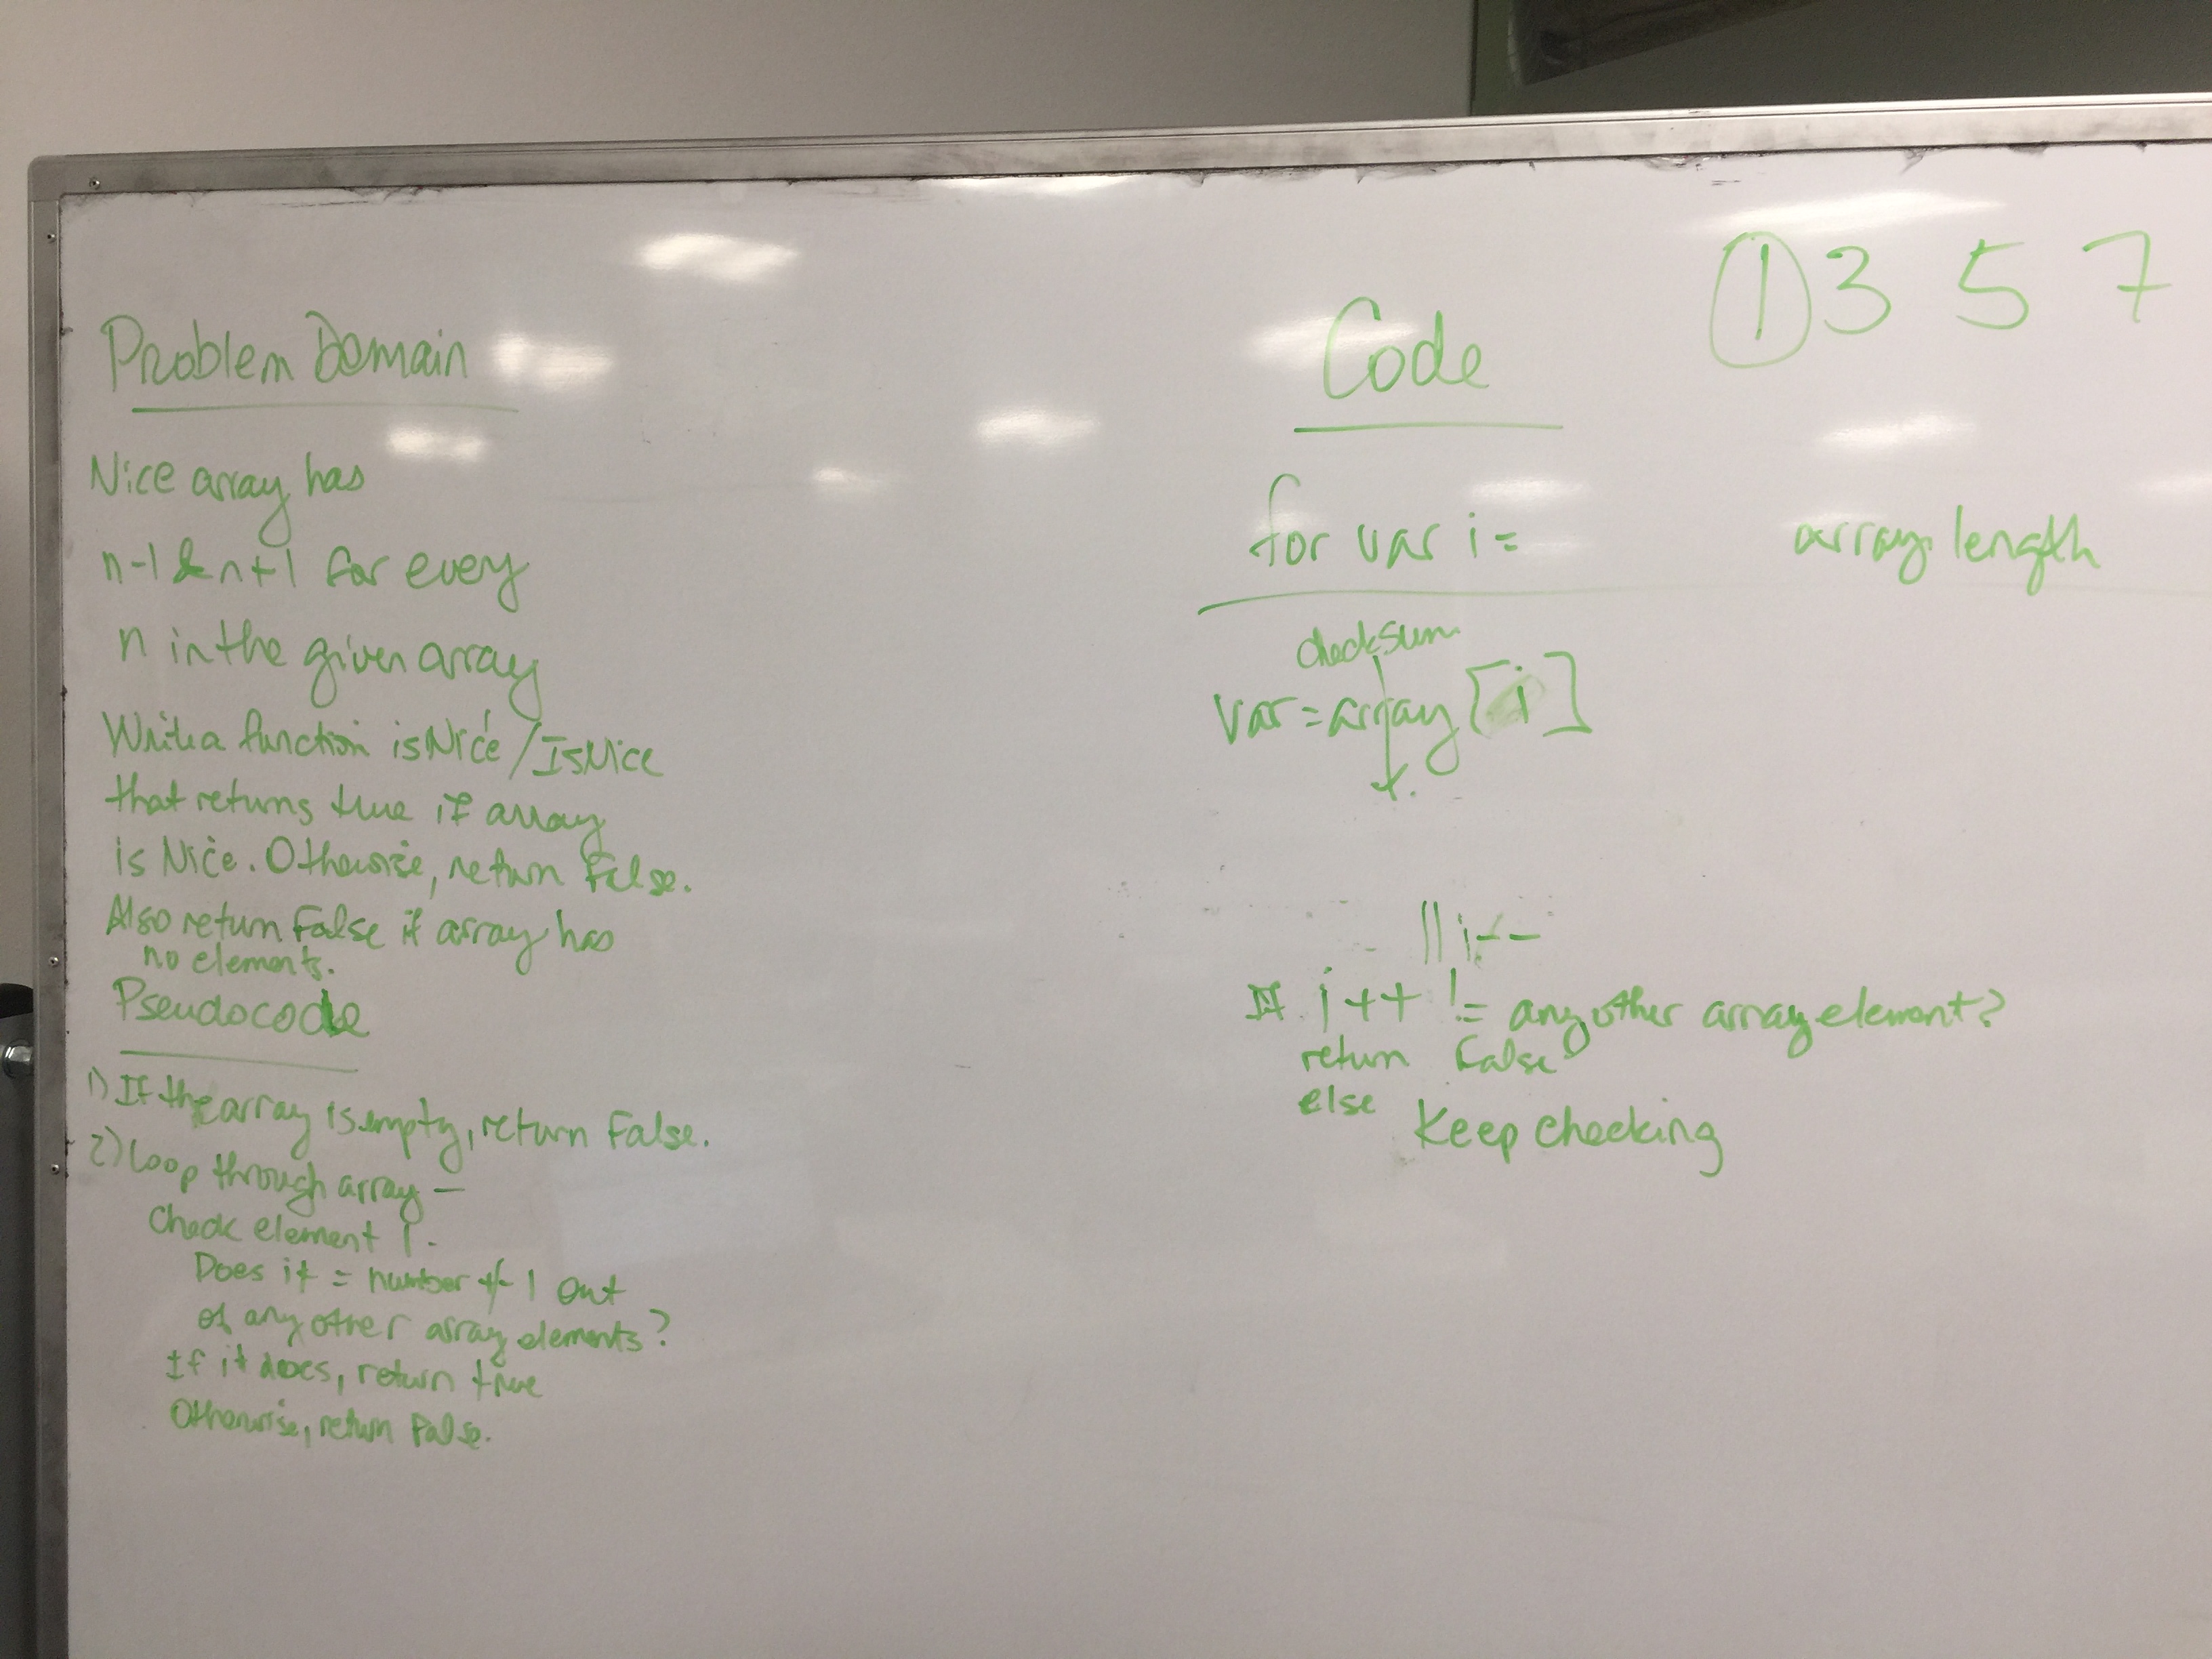 Problem Domain
Nice array has
n-1 & n+1 for every
n in the given array
Write a function isNice/IsNice
that returns true if array
is Nice. Otherwise, return False.
Also return False if array has
no elements.
Pseudocode
1) If the array is empty, return False.
2) Loop through array —
Check element 1.
Does it = number +/- 1 out
of any other array elements?
If it does, return true
Otherwise, return False.
1 3 5 7
Code
for var i = array length
checksum
var = array [i]
|| i--
If i++ != any other array element?
return False
else
Keep checking